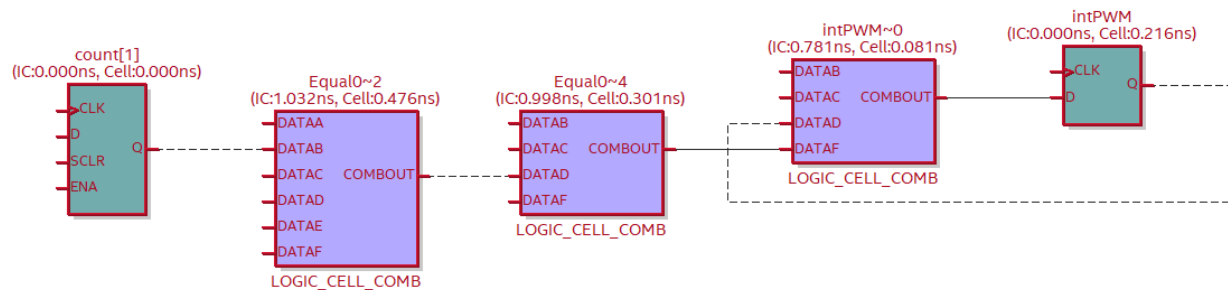 count[1]
(IC:0.000ns, Cell:0.000ns)
CLK
D
SCLR
ENA
Q
Equal0~2
(IC:1.032ns, Cell:0.476ns)
DATAA
DATAB
DATAC
DATAD
DATAE
DATAF
COMBOUT
LOGIC_CELL_COMB
Equal0~4
(IC:0.998ns, Cell:0.301ns)
DATAB
DATAC
DATAD
DATAF
COMBOUT
LOGIC_CELL_COMB
intPWM~0
(IC:0.781ns, Cell:0.081ns)
DATAB
DATAC
DATAD
DATAF
COMBOUT
LOGIC_CELL_COMB
intPWM
(IC:0.000ns, Cell:0.216ns)
CLK
D
Q